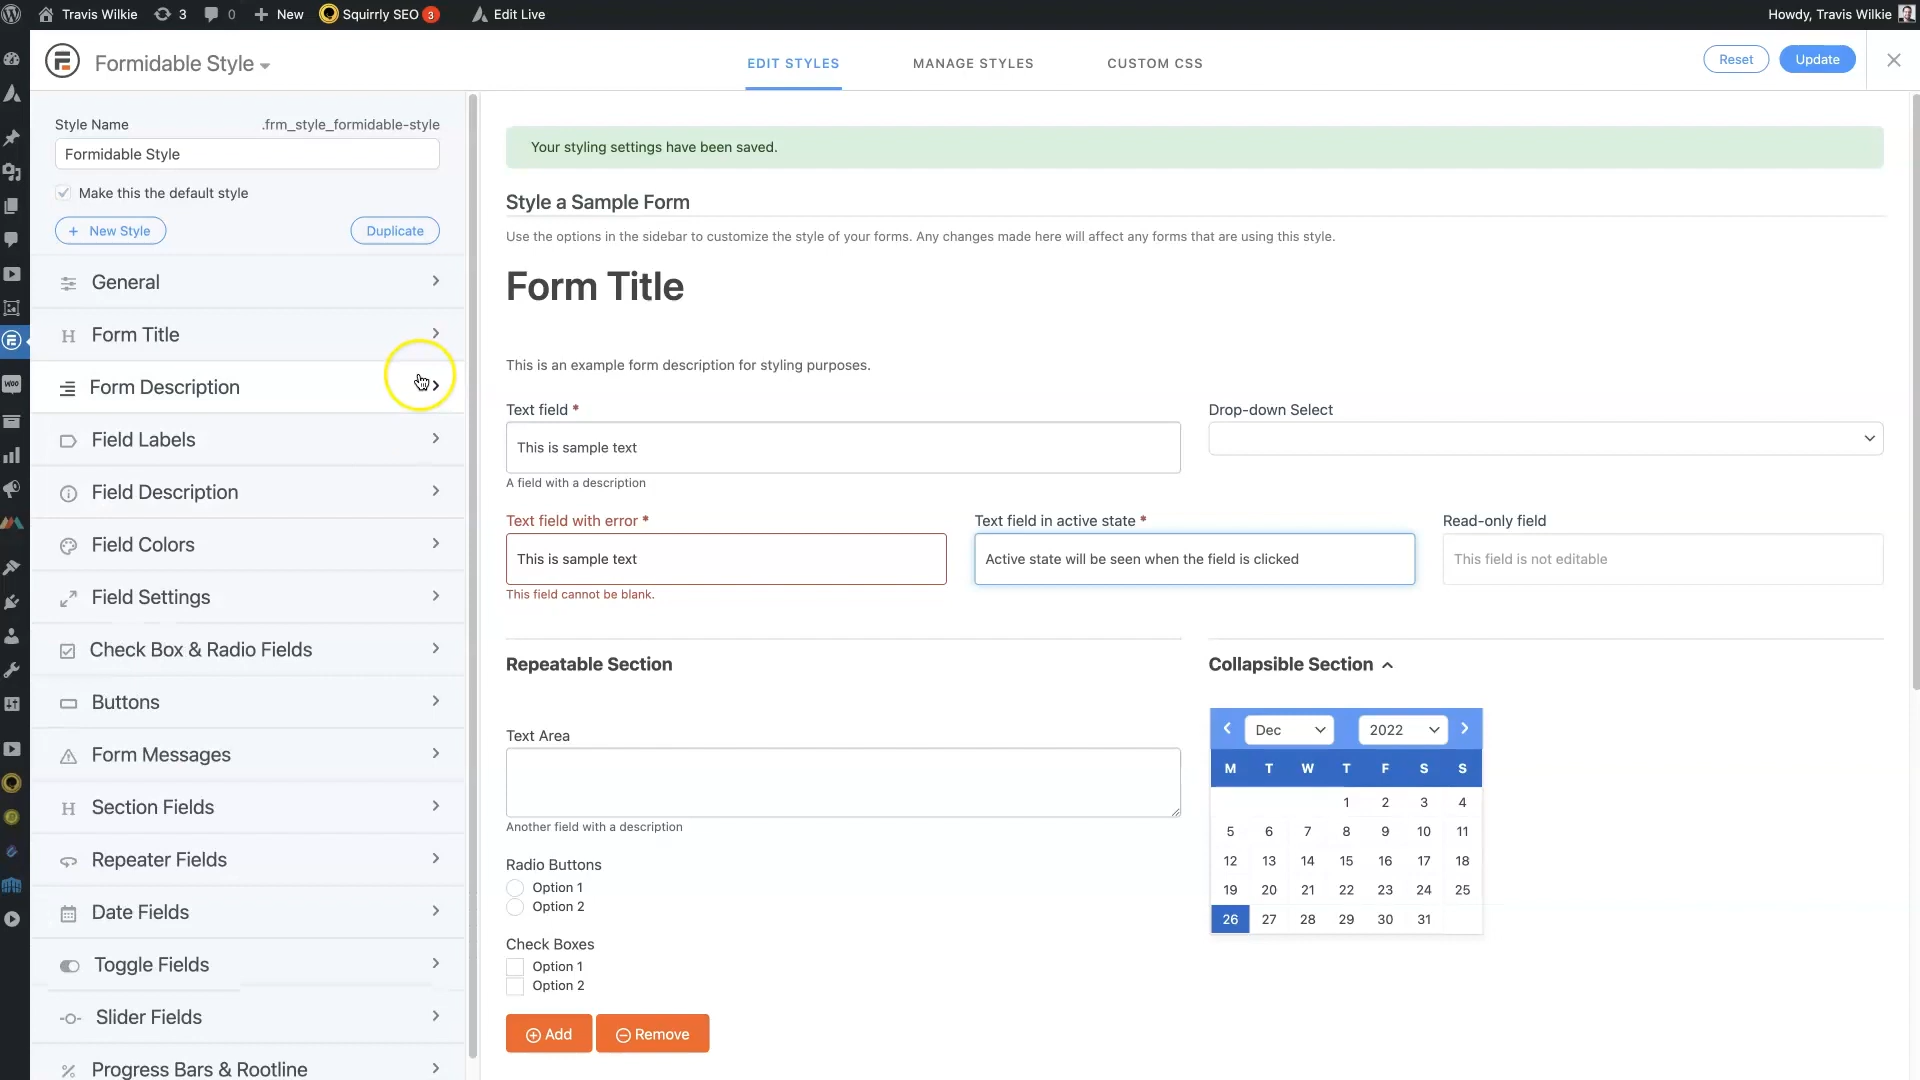 Travis Wilkie 3 0 New Squirrly SEO 3 Edit Live Howdy, Travis Wilkie
Formidable Style EDIT STYLES MANAGE STYLES CUSTOM CSS Reset Update
Style Name .frm_style_formidable-style
Formidable Style
Make this the default style
+ New Style Duplicate
General
H Form Title
Form Description
Field Labels
Field Description
Field Colors
Field Settings
Check Box & Radio Fields
Buttons
Form Messages
H Section Fields
Repeater Fields
Date Fields
Toggle Fields
Slider Fields
% Progress Bars & Rootline
woo
Your styling settings have been saved.
Style a Sample Form
Use the options in the sidebar to customize the style of your forms. Any changes made here will affect any forms that are using this style.
Form Title
This is an example form description for styling purposes.
Text field * Drop-down Select
This is sample text
A field with a description
Text field with error * Text field in active state * Read-only field
This is sample text Active state will be seen when the field is clicked This field is not editable
This field cannot be blank.
Repeatable Section Collapsible Section
Text Area
Another field with a description
Radio Buttons
Option 1
Option 2
Check Boxes
Option 1
Option 2
Add Remove
Dec 2022
M T W T F S S
1 2 3 4
5 6 7 8 9 10 11
12 13 14 15 16 17 18
19 20 21 22 23 24 25
26 27 28 29 30 31